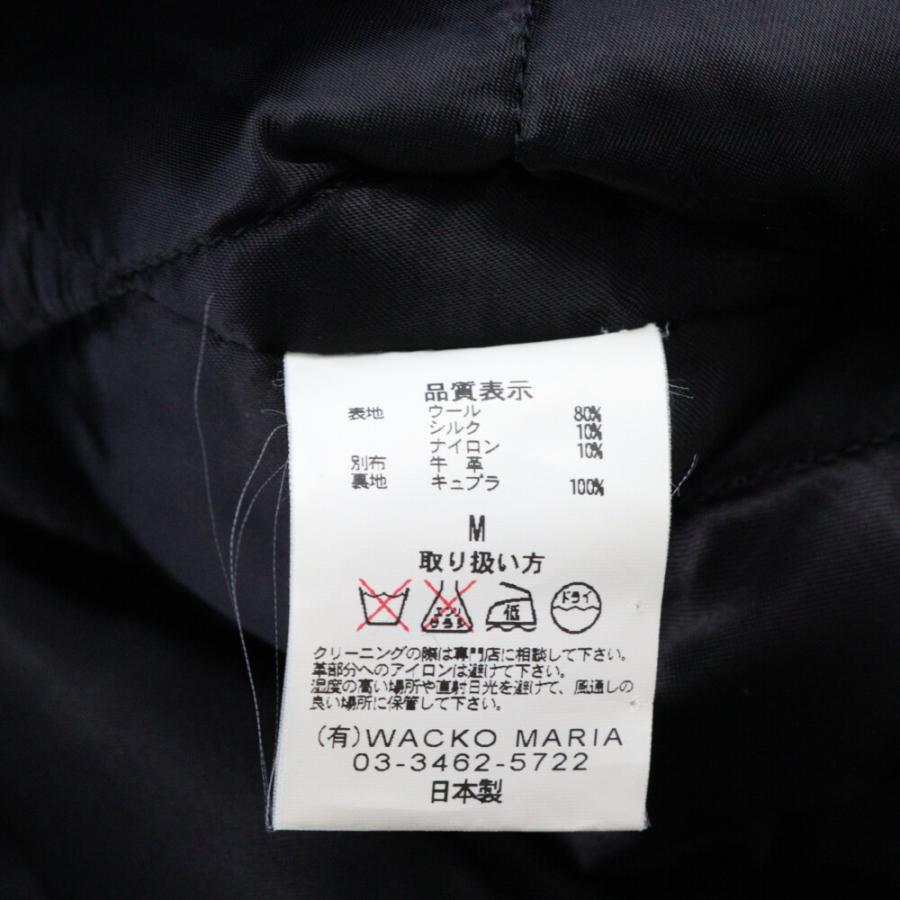 品質表示
表地 ウール 80%
シルク 10%
ナイロン 10%
別布 牛革
裏地 キュプラ 100%
M
取り扱い方
エンソ サラシ 低 ドライ
クリーニングの際は専門店に相談して下さい。
革部分へのアイロンは避けて下さい。
湿度の高い場所や直射日光を避けて、風通しの
良い場所に保管して下さい。
(有)WACKO MARIA
03-3462-5722
日本製